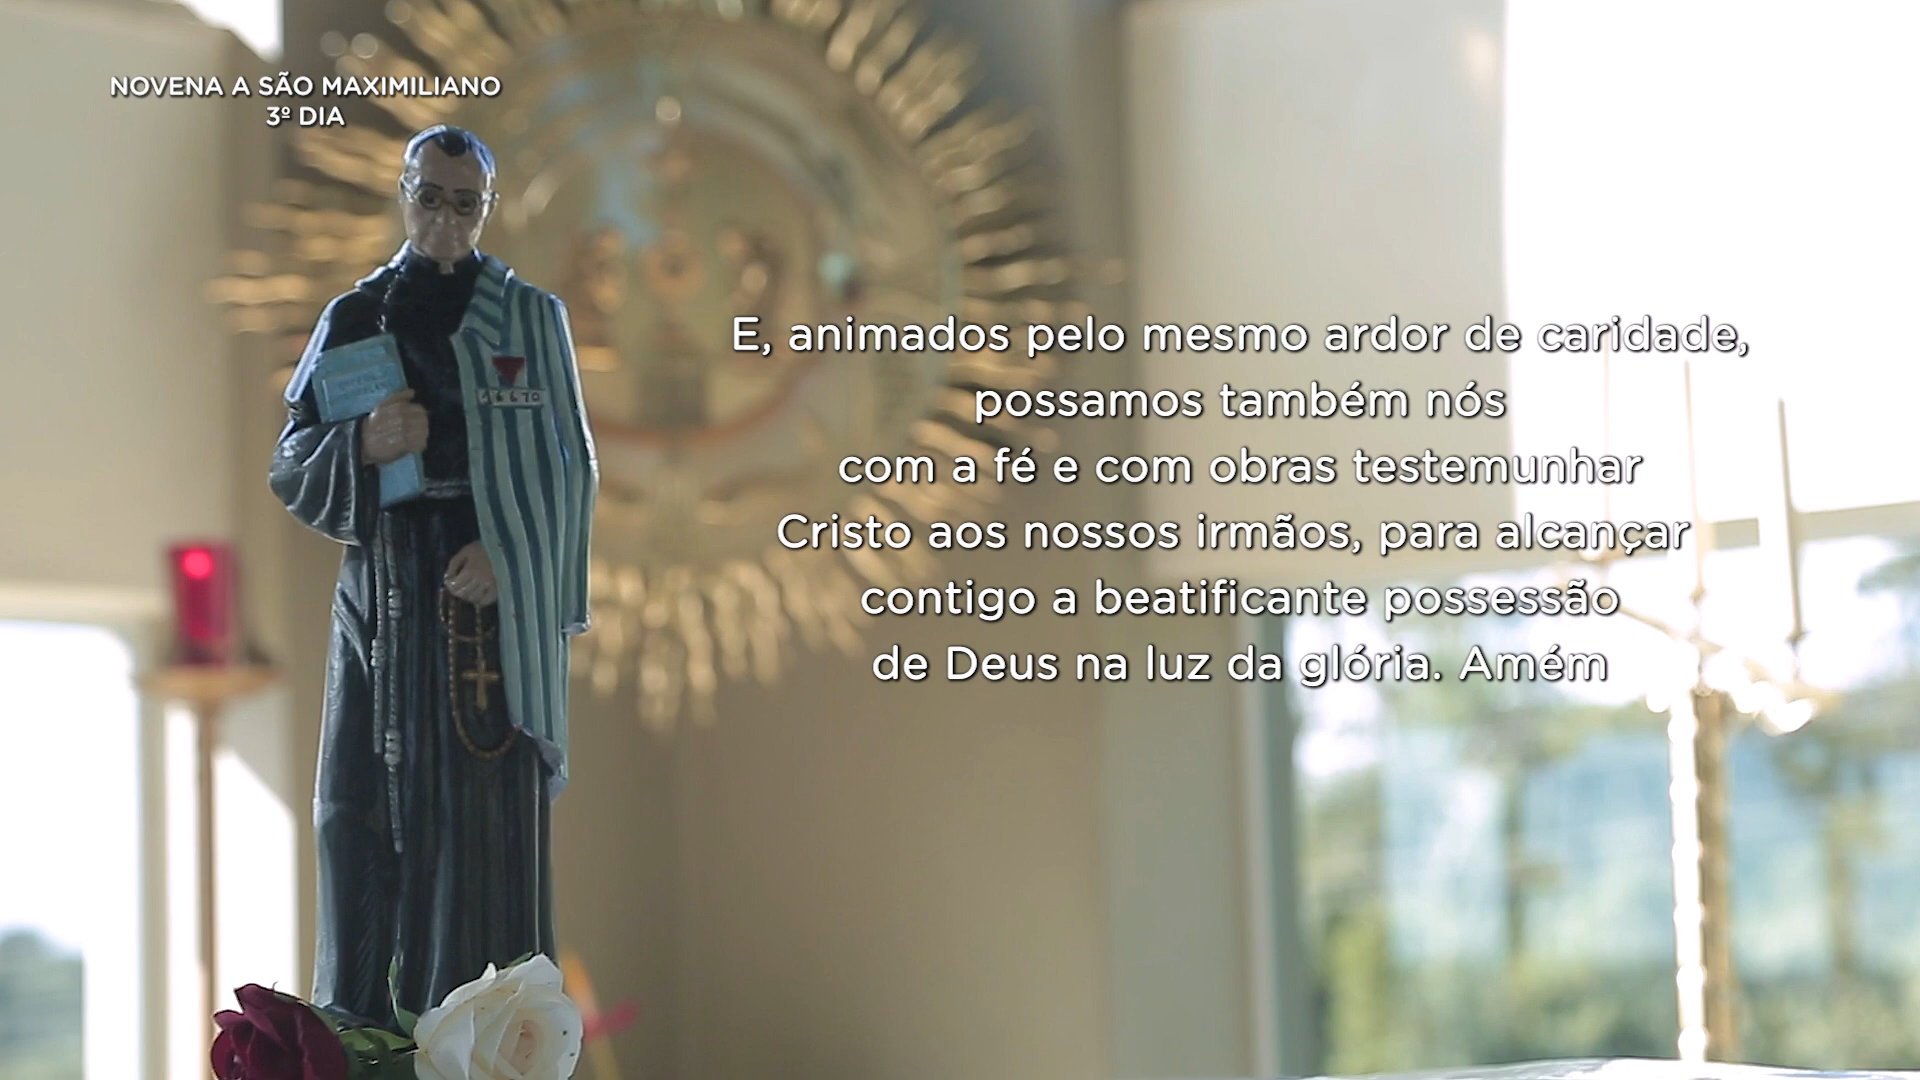 NOVENA A SÃO MAXIMILIANO
3º DIA
E, animados pelo mesmo ardor de caridade,
possamos também nós
com a fé e com obras testemunhar
Cristo aos nossos irmãos, para alcançar
contigo a beatificante possessão
de Deus na luz da glória. Amém